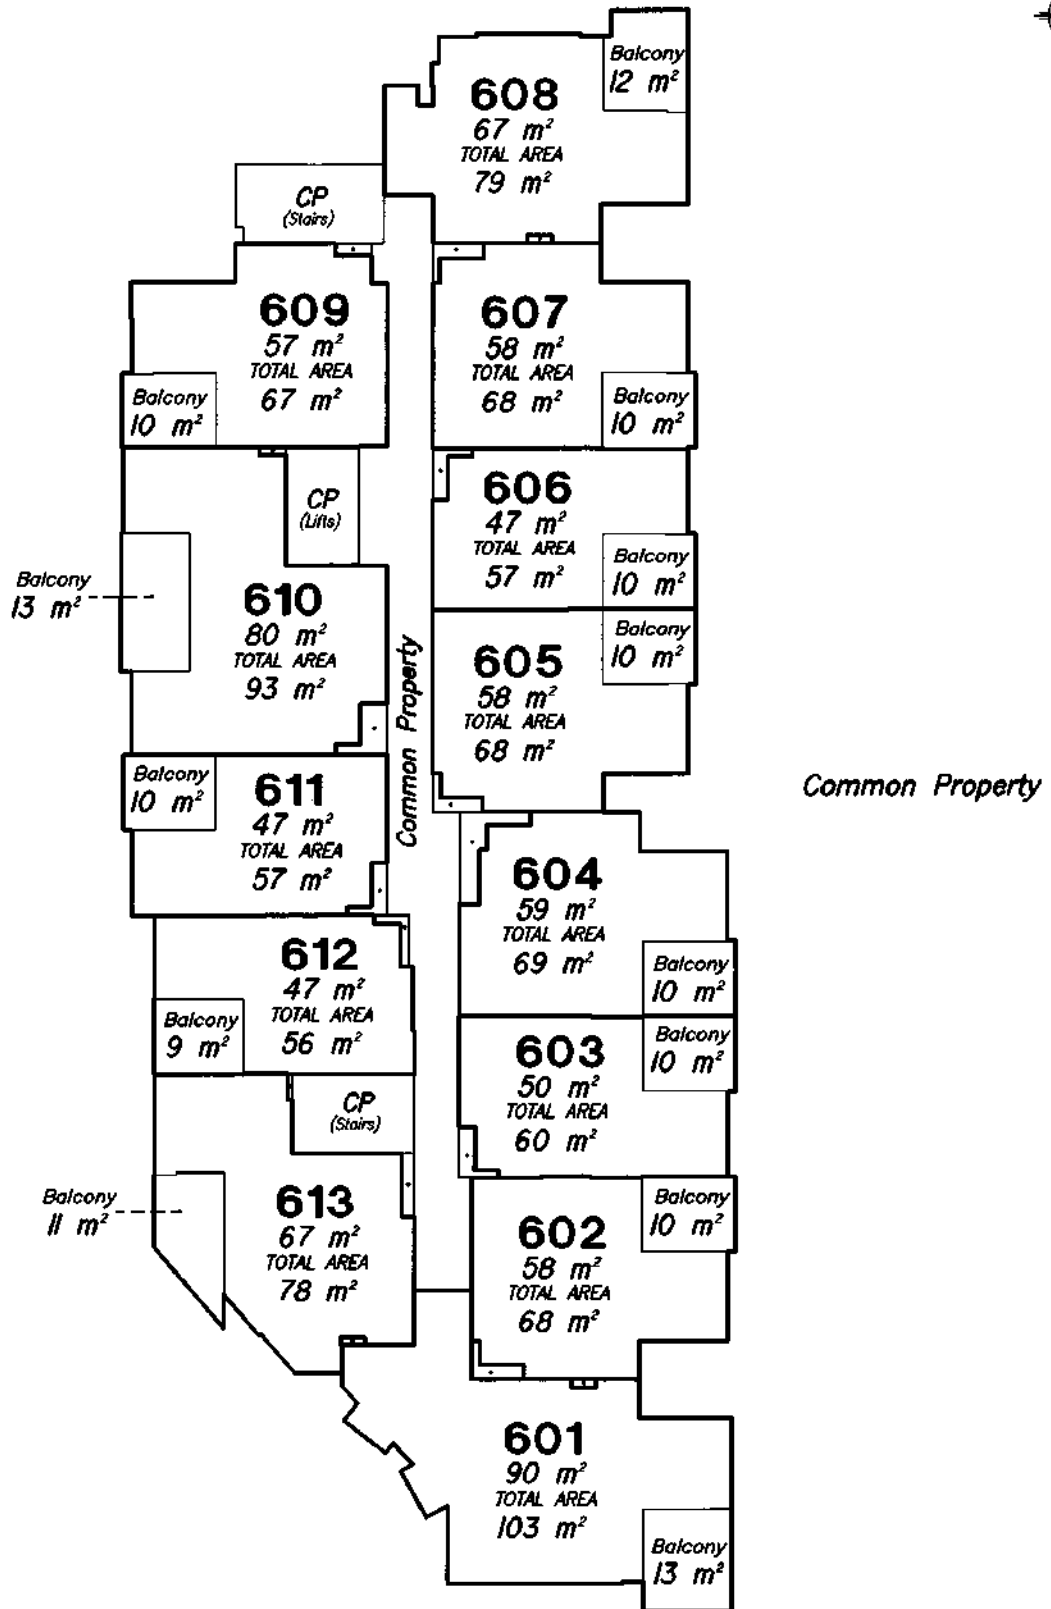 Balcony
12 m²
608
67 m²
TOTAL AREA
79 m²
CP
(Stairs)
609
57 m²
TOTAL AREA
67 m²
Balcony
10 m²
607
58 m²
TOTAL AREA
68 m²
Balcony
10 m²
CP
(Lifts)
606
47 m²
TOTAL AREA
57 m²
Balcony
10 m²
Balcony
13 m²
610
80 m²
TOTAL AREA
93 m²
Common Property
605
58 m²
TOTAL AREA
68 m²
Balcony
10 m²
Common Property
Balcony
10 m²
611
47 m²
TOTAL AREA
57 m²
604
59 m²
TOTAL AREA
69 m²
Balcony
10 m²
612
47 m²
TOTAL AREA
56 m²
Balcony
9 m²
603
50 m²
TOTAL AREA
60 m²
Balcony
10 m²
CP
(Stairs)
Balcony
11 m²
613
67 m²
TOTAL AREA
78 m²
602
58 m²
TOTAL AREA
68 m²
Balcony
10 m²
601
90 m²
TOTAL AREA
103 m²
Balcony
13 m²